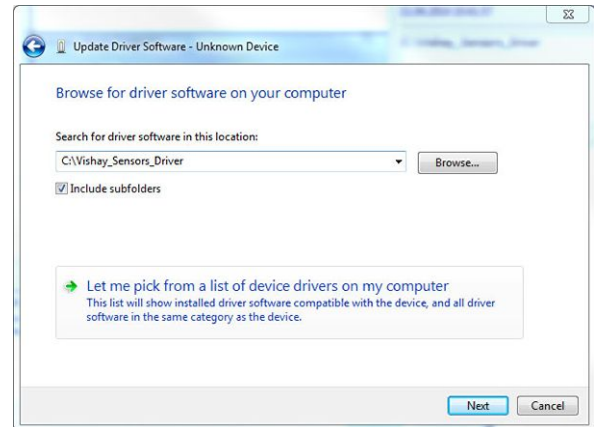 Update Driver Software - Unknown Device
Browse for driver software on your computer
Search for driver software in this location:
C:\Vishay_Sensors_Driver
Browse...
Include subfolders
Let me pick from a list of device drivers on my computer
This list will show installed driver software compatible with the device, and all driver
software in the same category as the device.
Next
Cancel